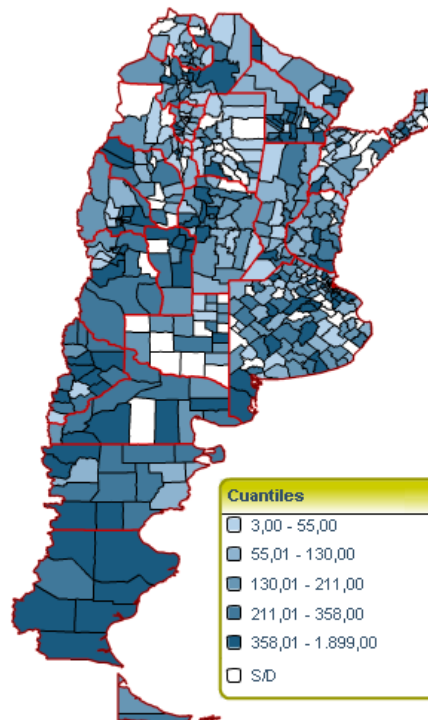 Cuantiles
3,00 - 55,00
55,01 - 130,00
130,01 - 211,00
211,01 - 358,00
358,01 - 1.899,00
S/D